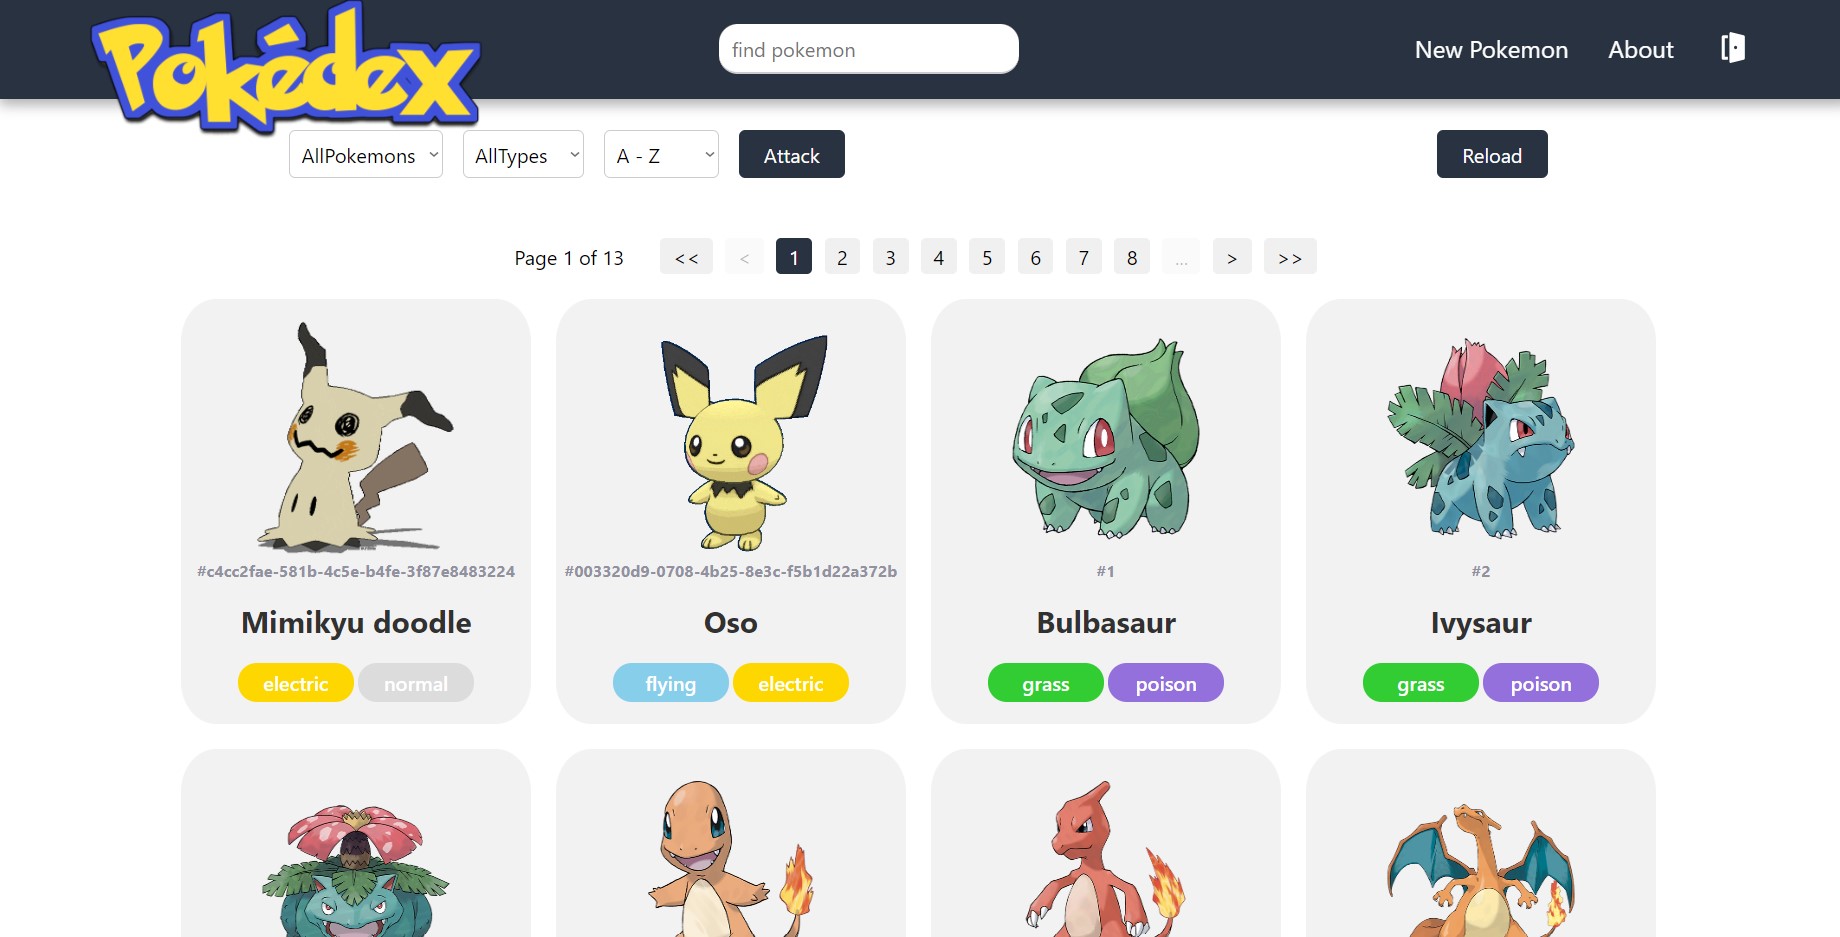 Pokédex
find pokemon
New Pokemon
About
AllPokemons
AllTypes
A - Z
Attack
Reload
Page 1 of 13 << < 1 2 3 4 5 6 7 8 ... > >>
#c4cc2fae-581b-4c5e-b4fe-3f87e8483224
Mimikyu doodle
electric normal
#003320d9-0708-4b25-8e3c-f5b1d22a372b
Oso
flying electric
#1
Bulbasaur
grass poison
#2
Ivysaur
grass poison